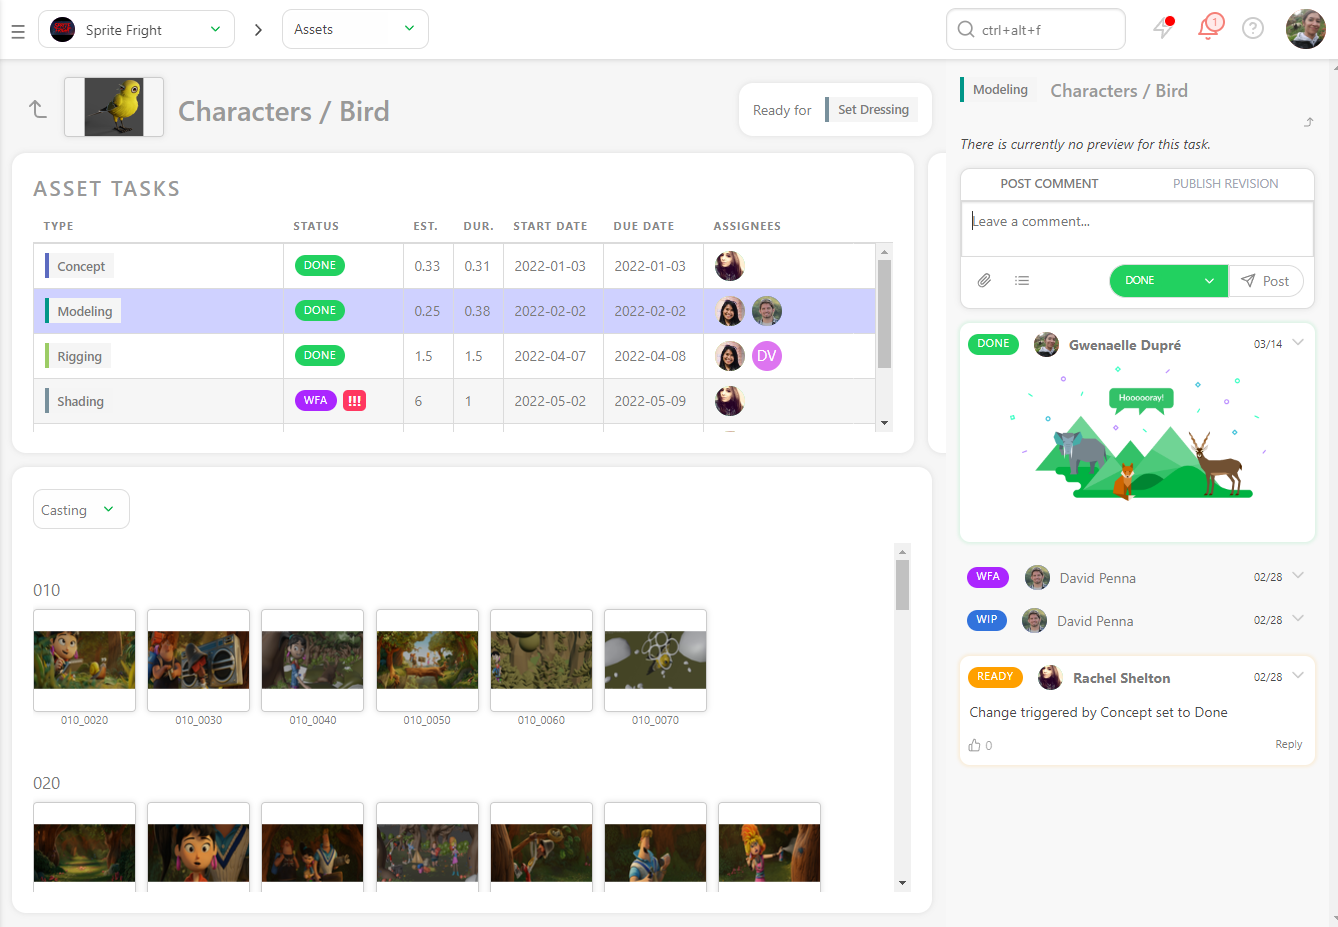 Sprite Fright
Assets
ctrl+alt+f
1
Characters / Bird
Ready for Set Dressing
ASSET TASKS
TYPE STATUS EST. DUR. START DATE DUE DATE ASSIGNEES
Concept DONE 0.33 0.31 2022-01-03 2022-01-03
Modeling DONE 0.25 0.38 2022-02-02 2022-02-02
Rigging DONE 1.5 1.5 2022-04-07 2022-04-08 DV
Shading WFA !!! 6 1 2022-05-02 2022-05-09
Casting
010
010_0020 010_0030 010_0040 010_0050 010_0060 010_0070
020
Modeling Characters / Bird
There is currently no preview for this task.
POST COMMENT PUBLISH REVISION
Leave a comment...
DONE Post
DONE Gwenaelle Dupré 03/14
Hoooooray!
WFA David Penna 02/28
WIP David Penna 02/28
READY Rachel Shelton 02/28
Change triggered by Concept set to Done
0 Reply